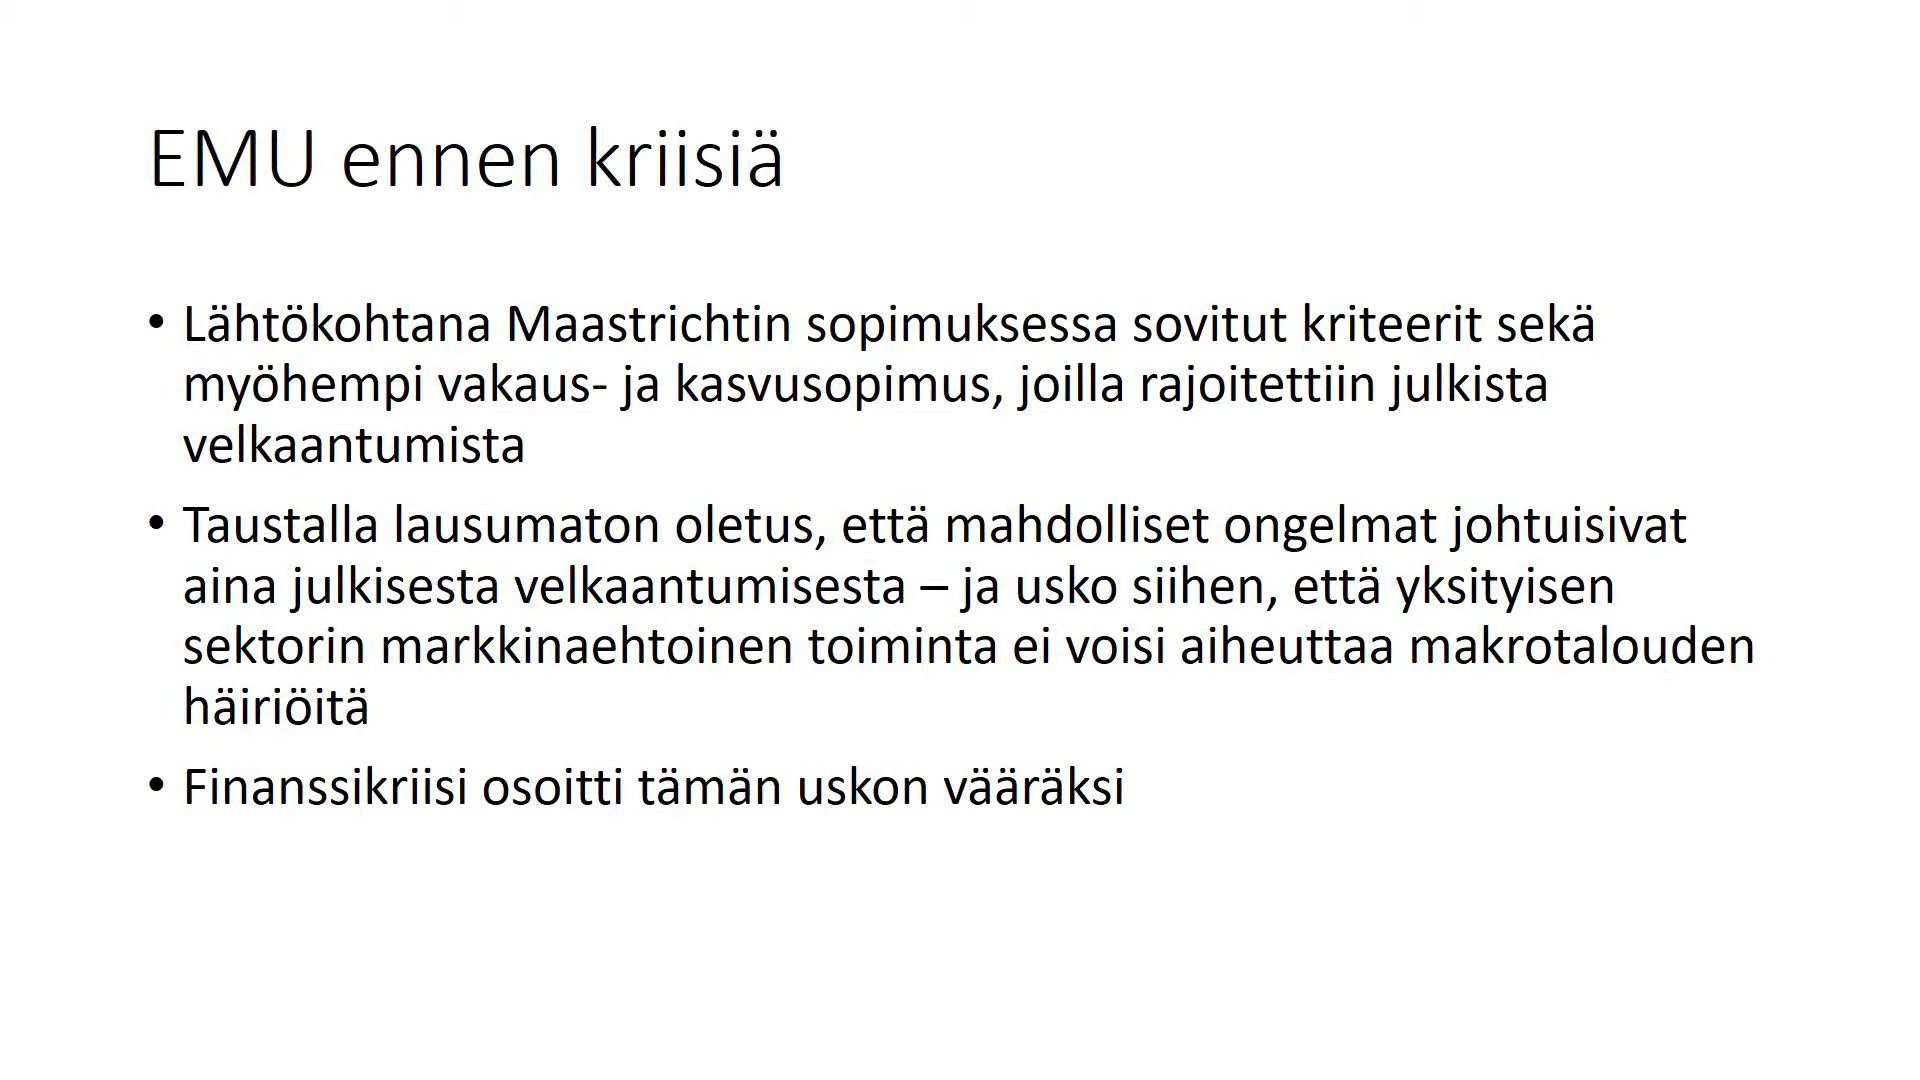 EMU ennen kriisiä
• Lähtökohtana Maastrichtin sopimuksessa sovitut kriteerit sekä
myöhempi vakaus- ja kasvusopimus, joilla rajoitettiin julkista
velkaantumista
• Taustalla lausumaton oletus, että mahdolliset ongelmat johtuisivat
aina julkisesta velkaantumisesta – ja usko siihen, että yksityisen
sektorin markkinaehtoinen toiminta ei voisi aiheuttaa makrotalouden
häiriöitä
• Finanssikriisi osoitti tämän uskon vääräksi